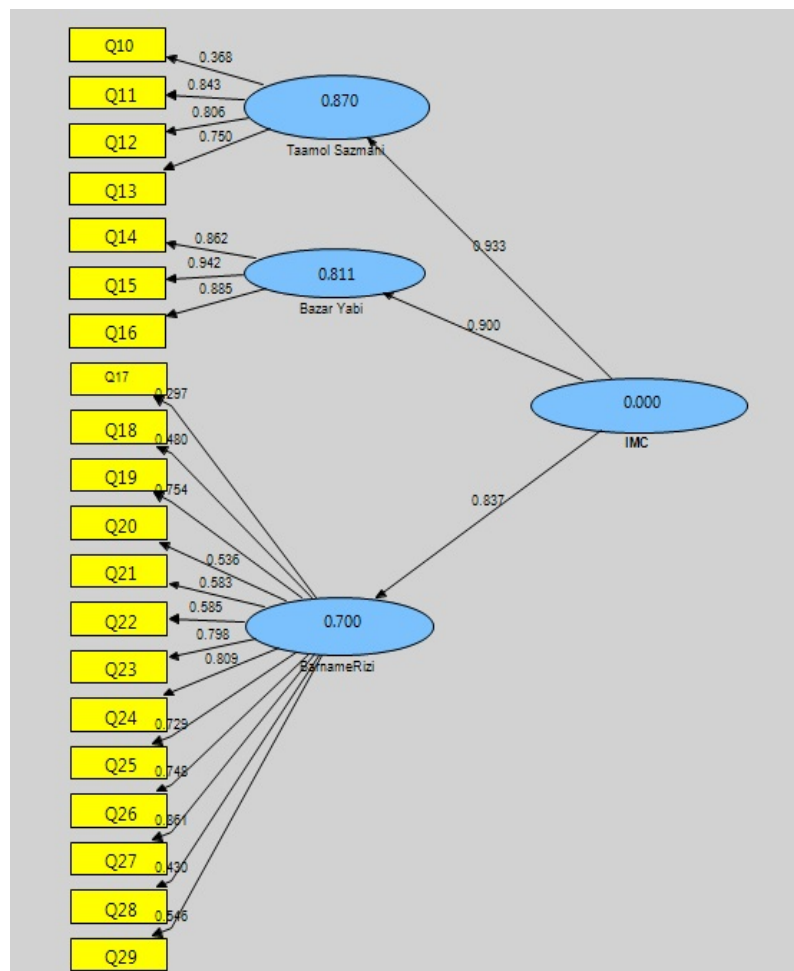 Q10
0.368
Q11
0.843
0.870
0.806
Q12
0.750
Taamol Sazmani
Q13
Q14
0.862
0.933
Q15
0.942
0.811
0.885
Bazar Yabi
Q16
0.900
Q17
0.297
0.000
Q18
0.480
IMC
Q19
0.754
0.837
Q20
0.536
Q21
0.583
Q22
0.585
0.700
0.798
Q23
0.809
BarnameRizi
Q24
0.729
Q25
0.748
Q26
0.861
Q27
0.430
Q28
0.546
Q29